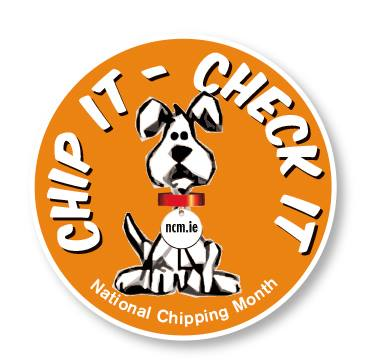 CHIP IT - CHECK IT
ncm.ie
National Chipping Month